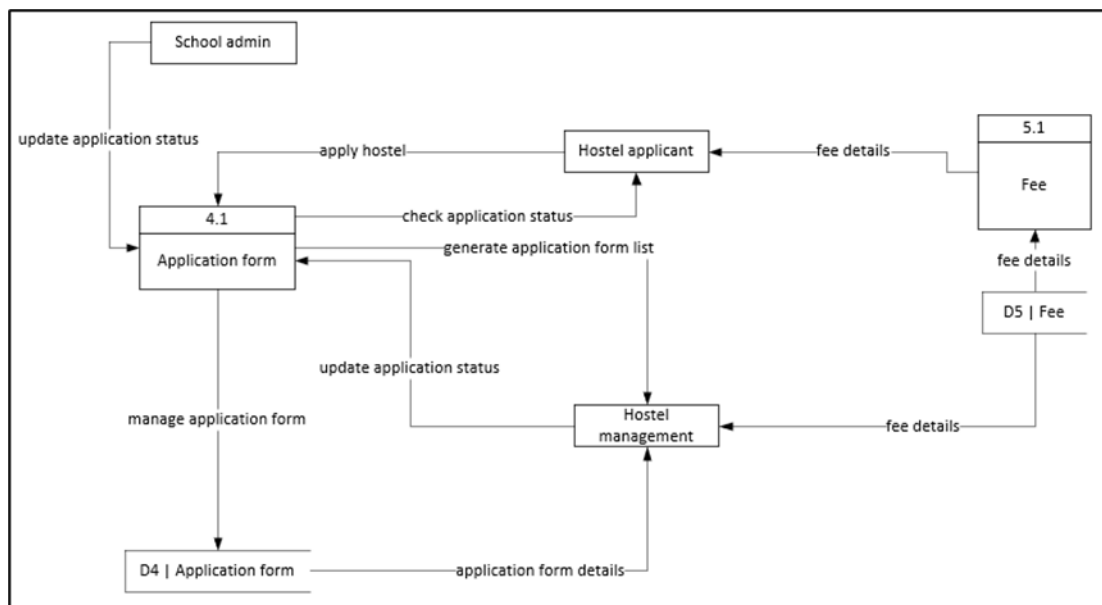 School admin
update application status
apply hostel
Hostel applicant
fee details
5.1
Fee
4.1
check application status
Application form
generate application form list
fee details
D5 | Fee
update application status
manage application form
Hostel
management
fee details
D4 | Application form
application form details